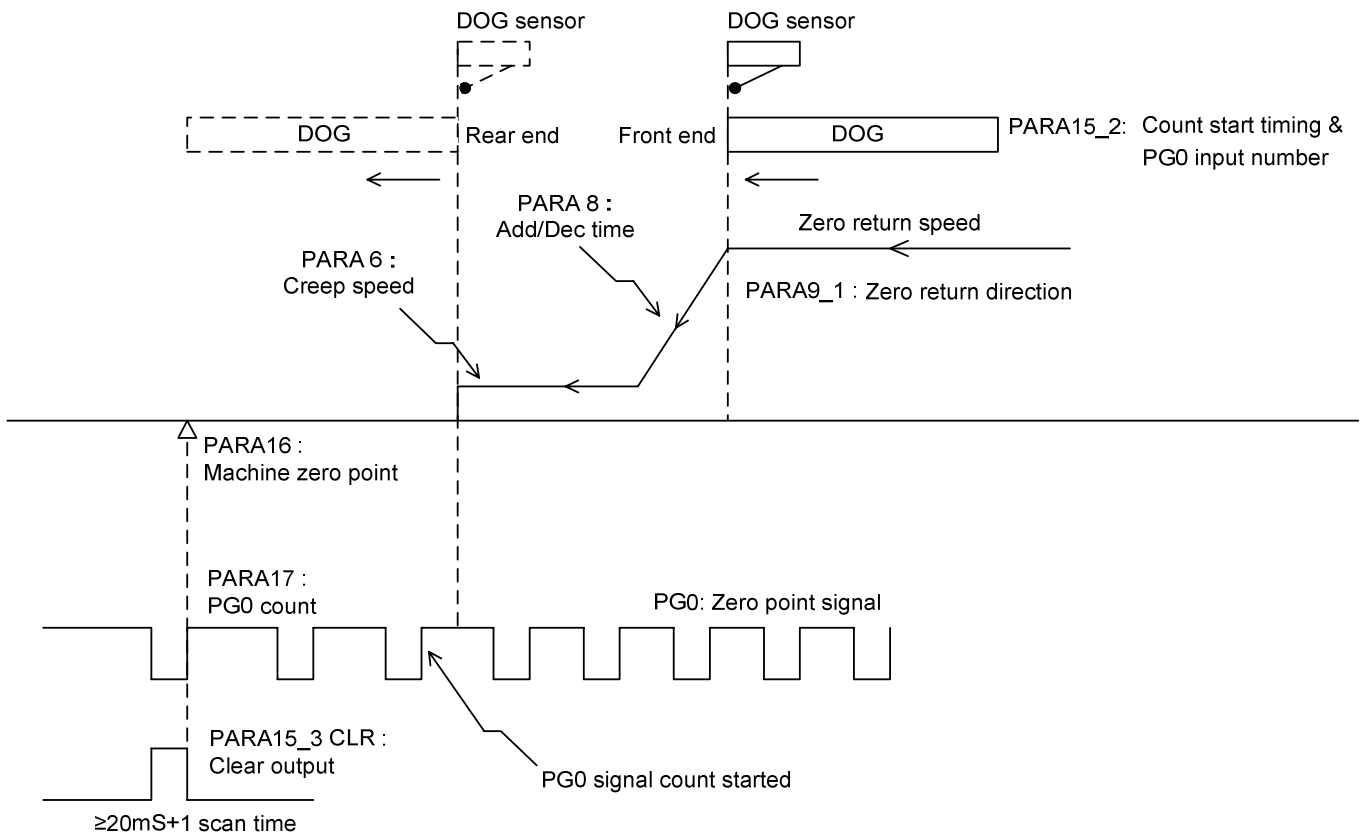 DOG sensor
DOG sensor
DOG
Rear end
Front end
DOG
PARA15_2: Count start timing &
PG0 input number
PARA 8 :
Add/Dec time
Zero return speed
PARA 6 :
Creep speed
PARA9_1 : Zero return direction
PARA16 :
Machine zero point
PARA17 :
PG0 count
PG0: Zero point signal
PARA15_3 CLR :
Clear output
PG0 signal count started
≥20mS+1 scan time